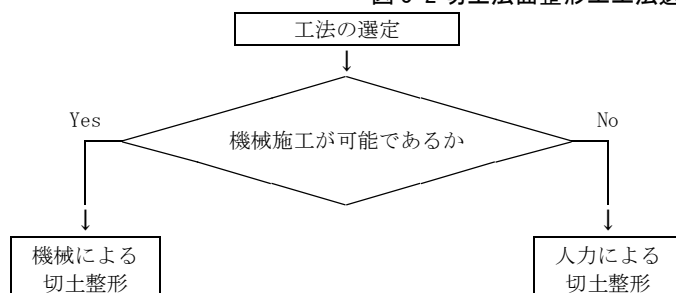 工法の選定
↓
Yes
No
機械施工が可能であるか
↓
↓
機械による
切土整形
人力による
切土整形